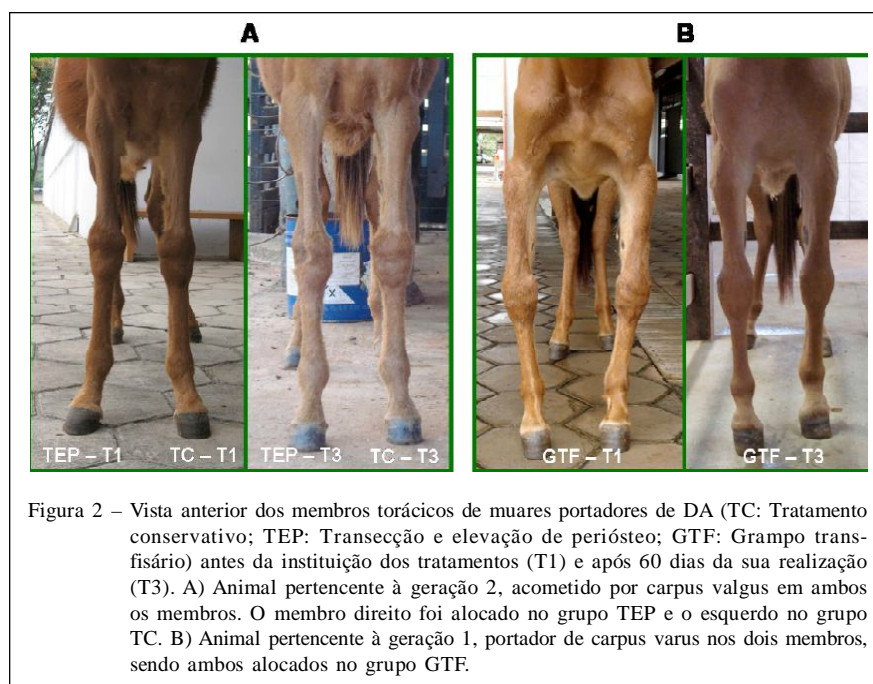 A
B
TEP – T1
TC – T1
TEP – T3
TC – T3
GTF – T1
GTF – T3
X
Figura 2 – Vista anterior dos membros torácicos de muares portadores de DA (TC: Tratamento
conservativo; TEP: Transecção e elevação de periósteo; GTF: Grampo trans-
fisário) antes da instituição dos tratamentos (T1) e após 60 dias da sua realização
(T3). A) Animal pertencente à geração 2, acometido por carpus valgus em ambos
os membros. O membro direito foi alocado no grupo TEP e o esquerdo no grupo
TC. B) Animal pertencente à geração 1, portador de carpus varus nos dois membros,
sendo ambos alocados no grupo GTF.